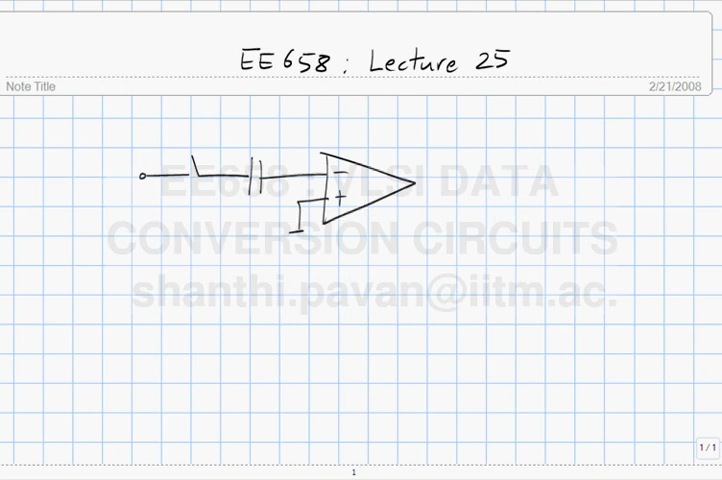 EE658 : Lecture 25
Note Title
2/21/2008
EE658 : VLSI DATA
CONVERSION CIRCUITS
shanthi.pavan@iitm.ac.
-
+
1/1
1